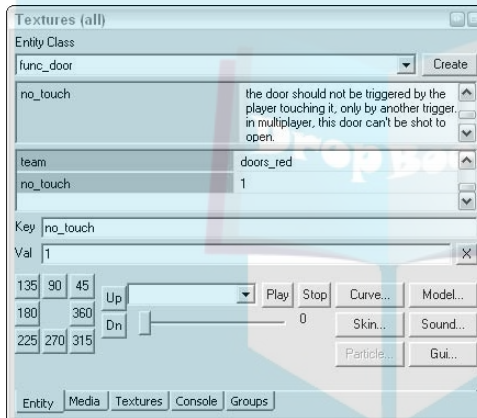 Textures (all)
Entity Class
func_door Create
no_touch the door should not be triggered by the
player touching it, only by another trigger.
in multiplayer, this door can't be shot to
open.
team doors_red
no_touch 1
Key no_touch
Val 1 X
135 90 45
Up Play Stop Curve... Model...
180 360
Dn 0 Skin... Sound...
225 270 315
Particle... Gui...
Entity Media Textures Console Groups